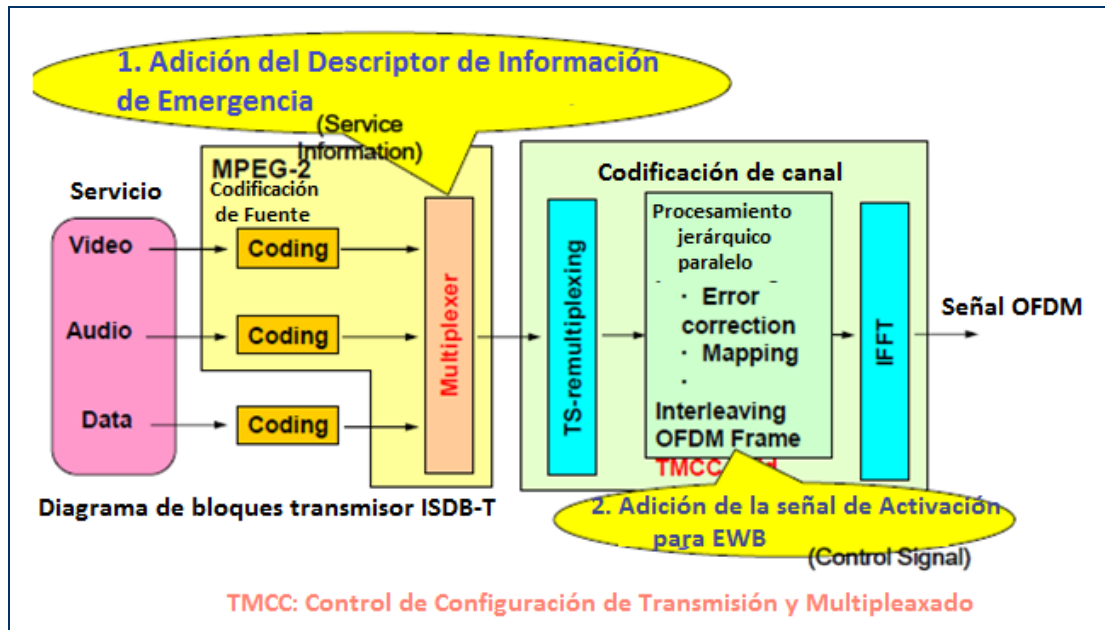 1. Adición del Descriptor de Información
de Emergencia
(Service
Information)
MPEG-2
Codificación
de Fuente
Servicio
Video
Audio
Data
Coding
Coding
Coding
Multiplexer
Codificación de canal
TS-remultiplexing
Procesamiento
jerárquico
paralelo
· Error
correction
· Mapping
·
Interleaving
OFDM Frame
TMCC
IFFT
Señal OFDM
Diagrama de bloques transmisor ISDB-T
2. Adición de la señal de Activación
para EWB
(Control Signal)
TMCC: Control de Configuración de Transmisión y Multipleaxado